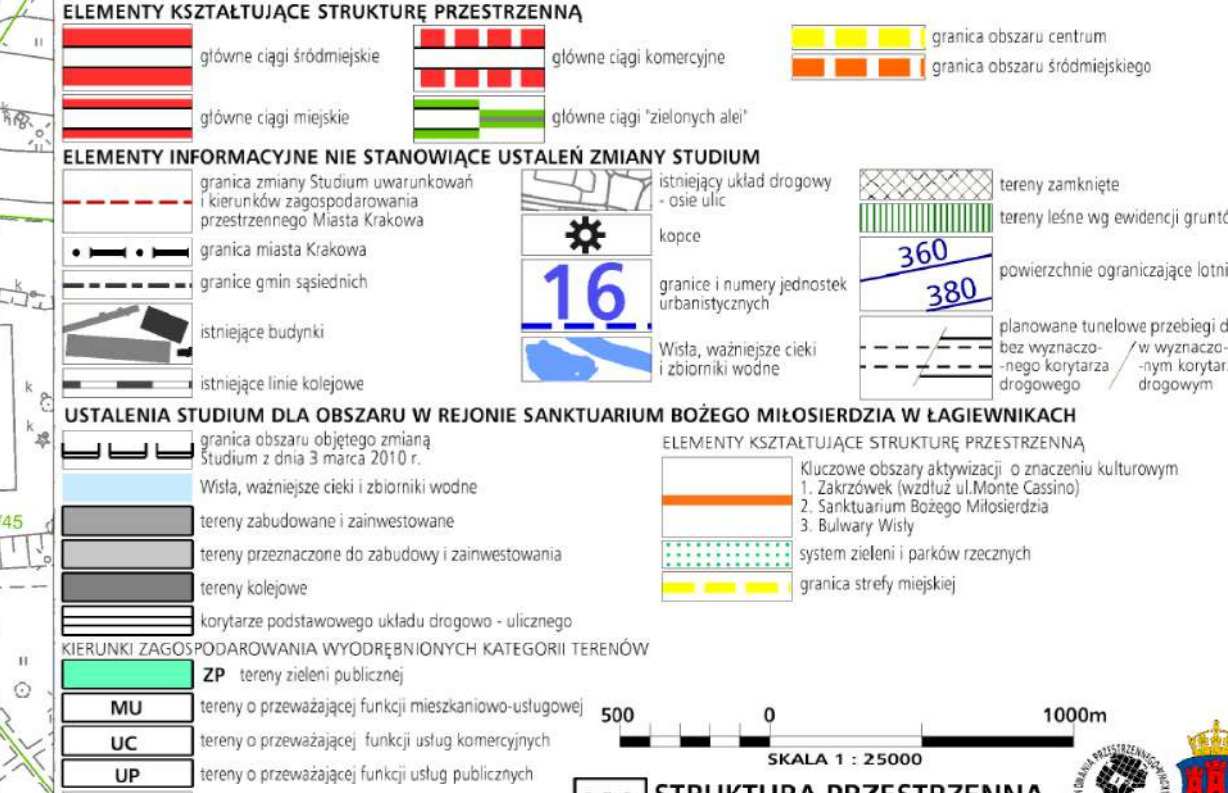 ELEMENTY KSZTAŁTUJĄCE STRUKTURĘ PRZESTRZENNĄ
główne ciągi śródmiejskie
główne ciągi komercyjne
granica obszaru centrum
granica obszaru śródmiejskiego
główne ciągi miejskie
główne ciągi "zielonych alei"
ELEMENTY INFORMACYJNE NIE STANOWIĄCE USTALEŃ ZMIANY STUDIUM
granica zmiany Studium uwarunkowań
i kierunków zagospodarowania
przestrzennego Miasta Krakowa
granica miasta Krakowa
granice gmin sąsiednich
istniejące budynki
istniejące linie kolejowe
istniejący układ drogowy
- osie ulic
kopce
16
granice i numery jednostek
urbanistycznych
Wisła, ważniejsze cieki
i zbiorniki wodne
tereny zamknięte
tereny leśne wg ewidencji gruntó
360
380
powierzchnie ograniczające lotni
planowane tunelowe przebiegi d
bez wyznaczo-
-nego korytarza
drogowego
w wyznaczo-
-nym korytar
drogowym
USTALENIA STUDIUM DLA OBSZARU W REJONIE SANKTUARIUM BOŻEGO MIŁOSIERDZIA W ŁAGIEWNIKACH
granica obszaru objętego zmianą
Studium z dnia 3 marca 2010 r.
Wisła, ważniejsze cieki i zbiorniki wodne
tereny zabudowane i zainwestowane
tereny przeznaczone do zabudowy i zainwestowania
tereny kolejowe
korytarze podstawowego układu drogowo - ulicznego
ELEMENTY KSZTAŁTUJĄCE STRUKTURĘ PRZESTRZENNĄ
Kluczowe obszary aktywizacji o znaczeniu kulturowym
1. Zakrzówek (wzdłuż ul.Monte Cassino)
2. Sanktuarium Bożego Miłosierdzia
3. Bulwary Wisły
system zieleni i parków rzecznych
granica strefy miejskiej
KIERUNKI ZAGOSPODAROWANIA WYODRĘBNIONYCH KATEGORII TERENÓW
ZP tereny zieleni publicznej
MU tereny o przeważającej funkcji mieszkaniowo-usługowej
UC tereny o przeważającej funkcji usług komercyjnych
UP tereny o przeważającej funkcji usług publicznych
500 0 1000m
SKALA 1 : 25000
STRUKTURA PRZESTRZENNA
/45
k
k
k